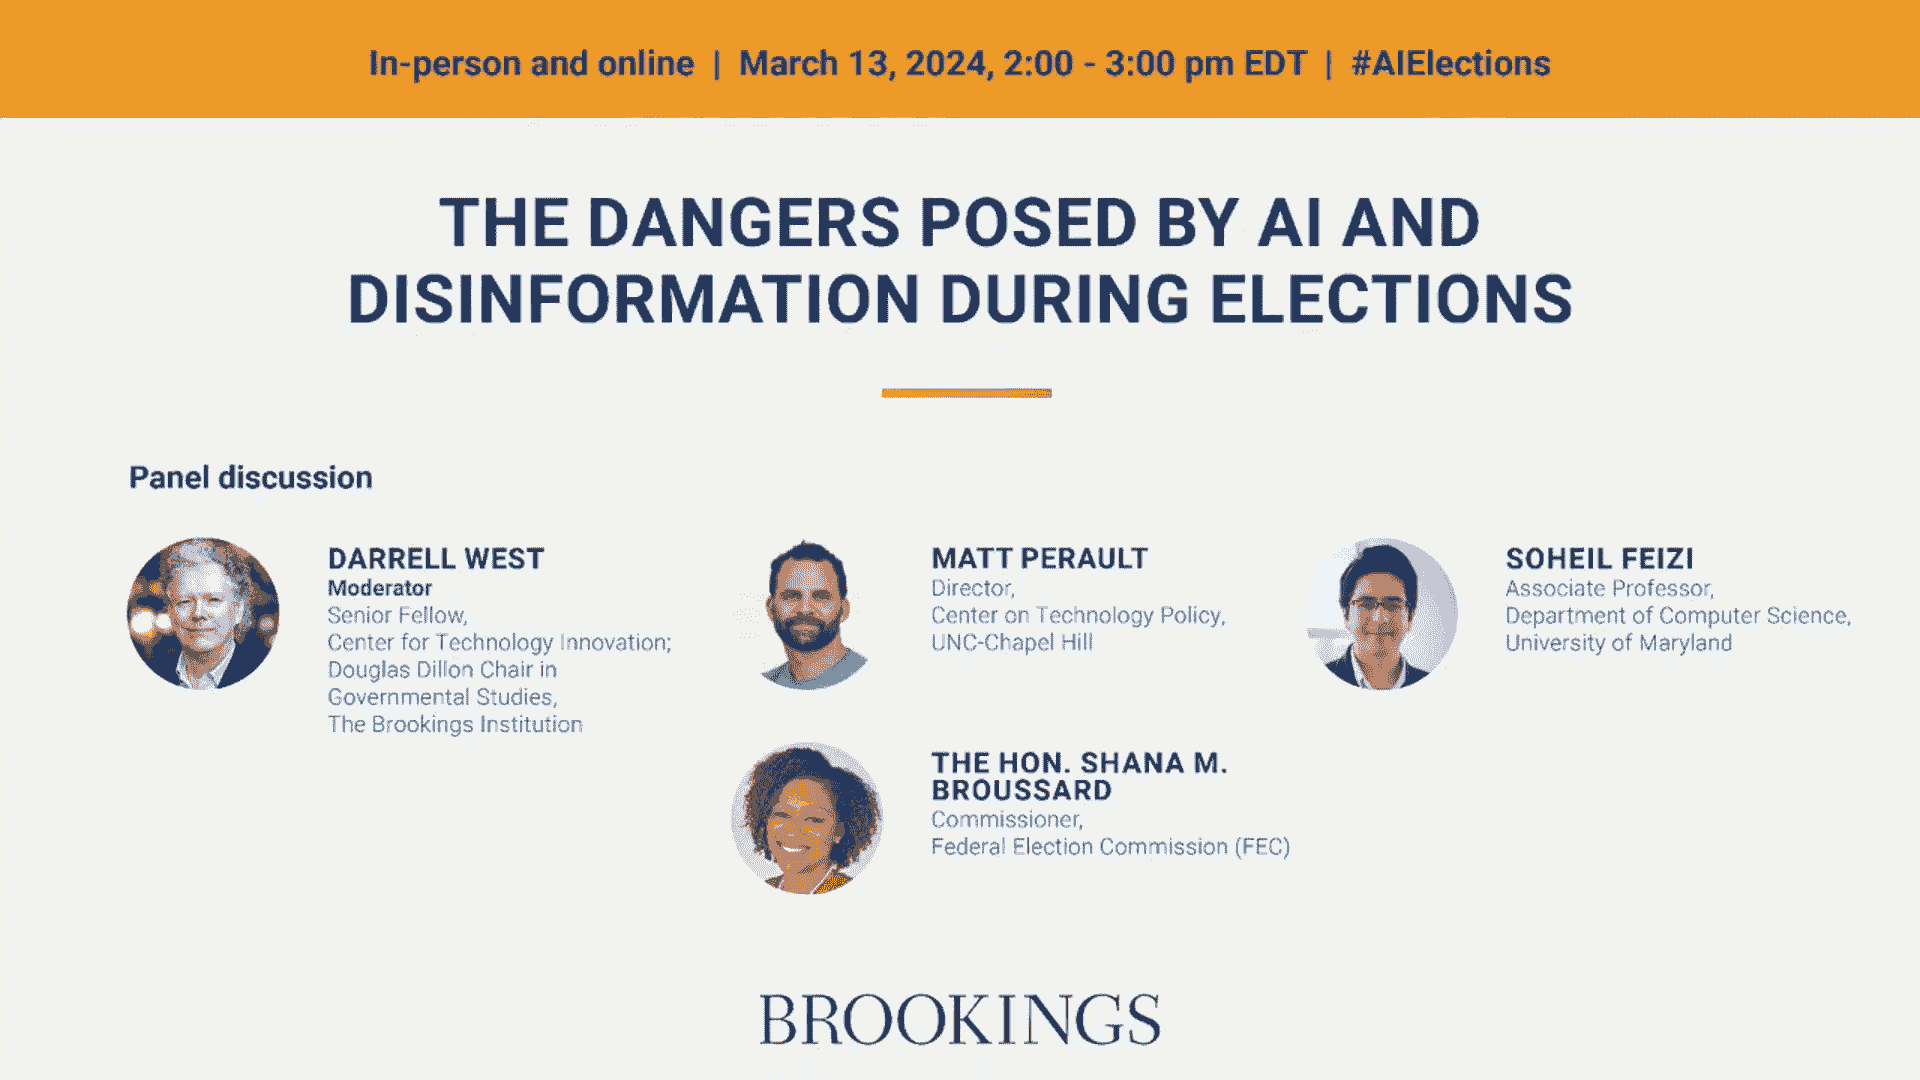 In-person and online | March 13, 2024, 2:00 - 3:00 pm EDT | #AIElections
THE DANGERS POSED BY AI AND
DISINFORMATION DURING ELECTIONS
Panel discussion
DARRELL WEST
Moderator
Senior Fellow,
Center for Technology Innovation;
Douglas Dillon Chair in
Governmental Studies,
The Brookings Institution
MATT PERAULT
Director,
Center on Technology Policy,
UNC-Chapel Hill
SOHEIL FEIZI
Associate Professor,
Department of Computer Science,
University of Maryland
THE HON. SHANA M.
BROUSSARD
Commissioner,
Federal Election Commission (FEC)
BROOKINGS